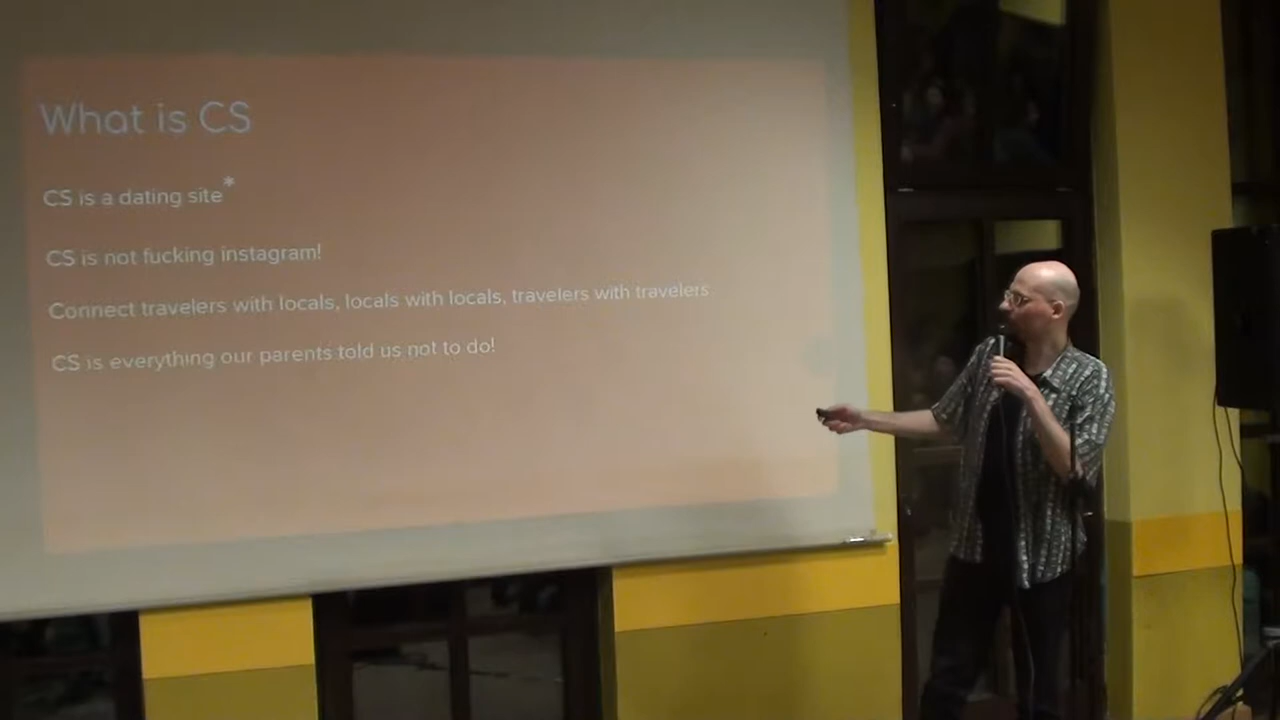 What is CS
CS is a dating site*
CS is not fucking instagram!
Connect travelers with locals, locals with locals, travelers with travelers
CS is everything our parents told us not to do!